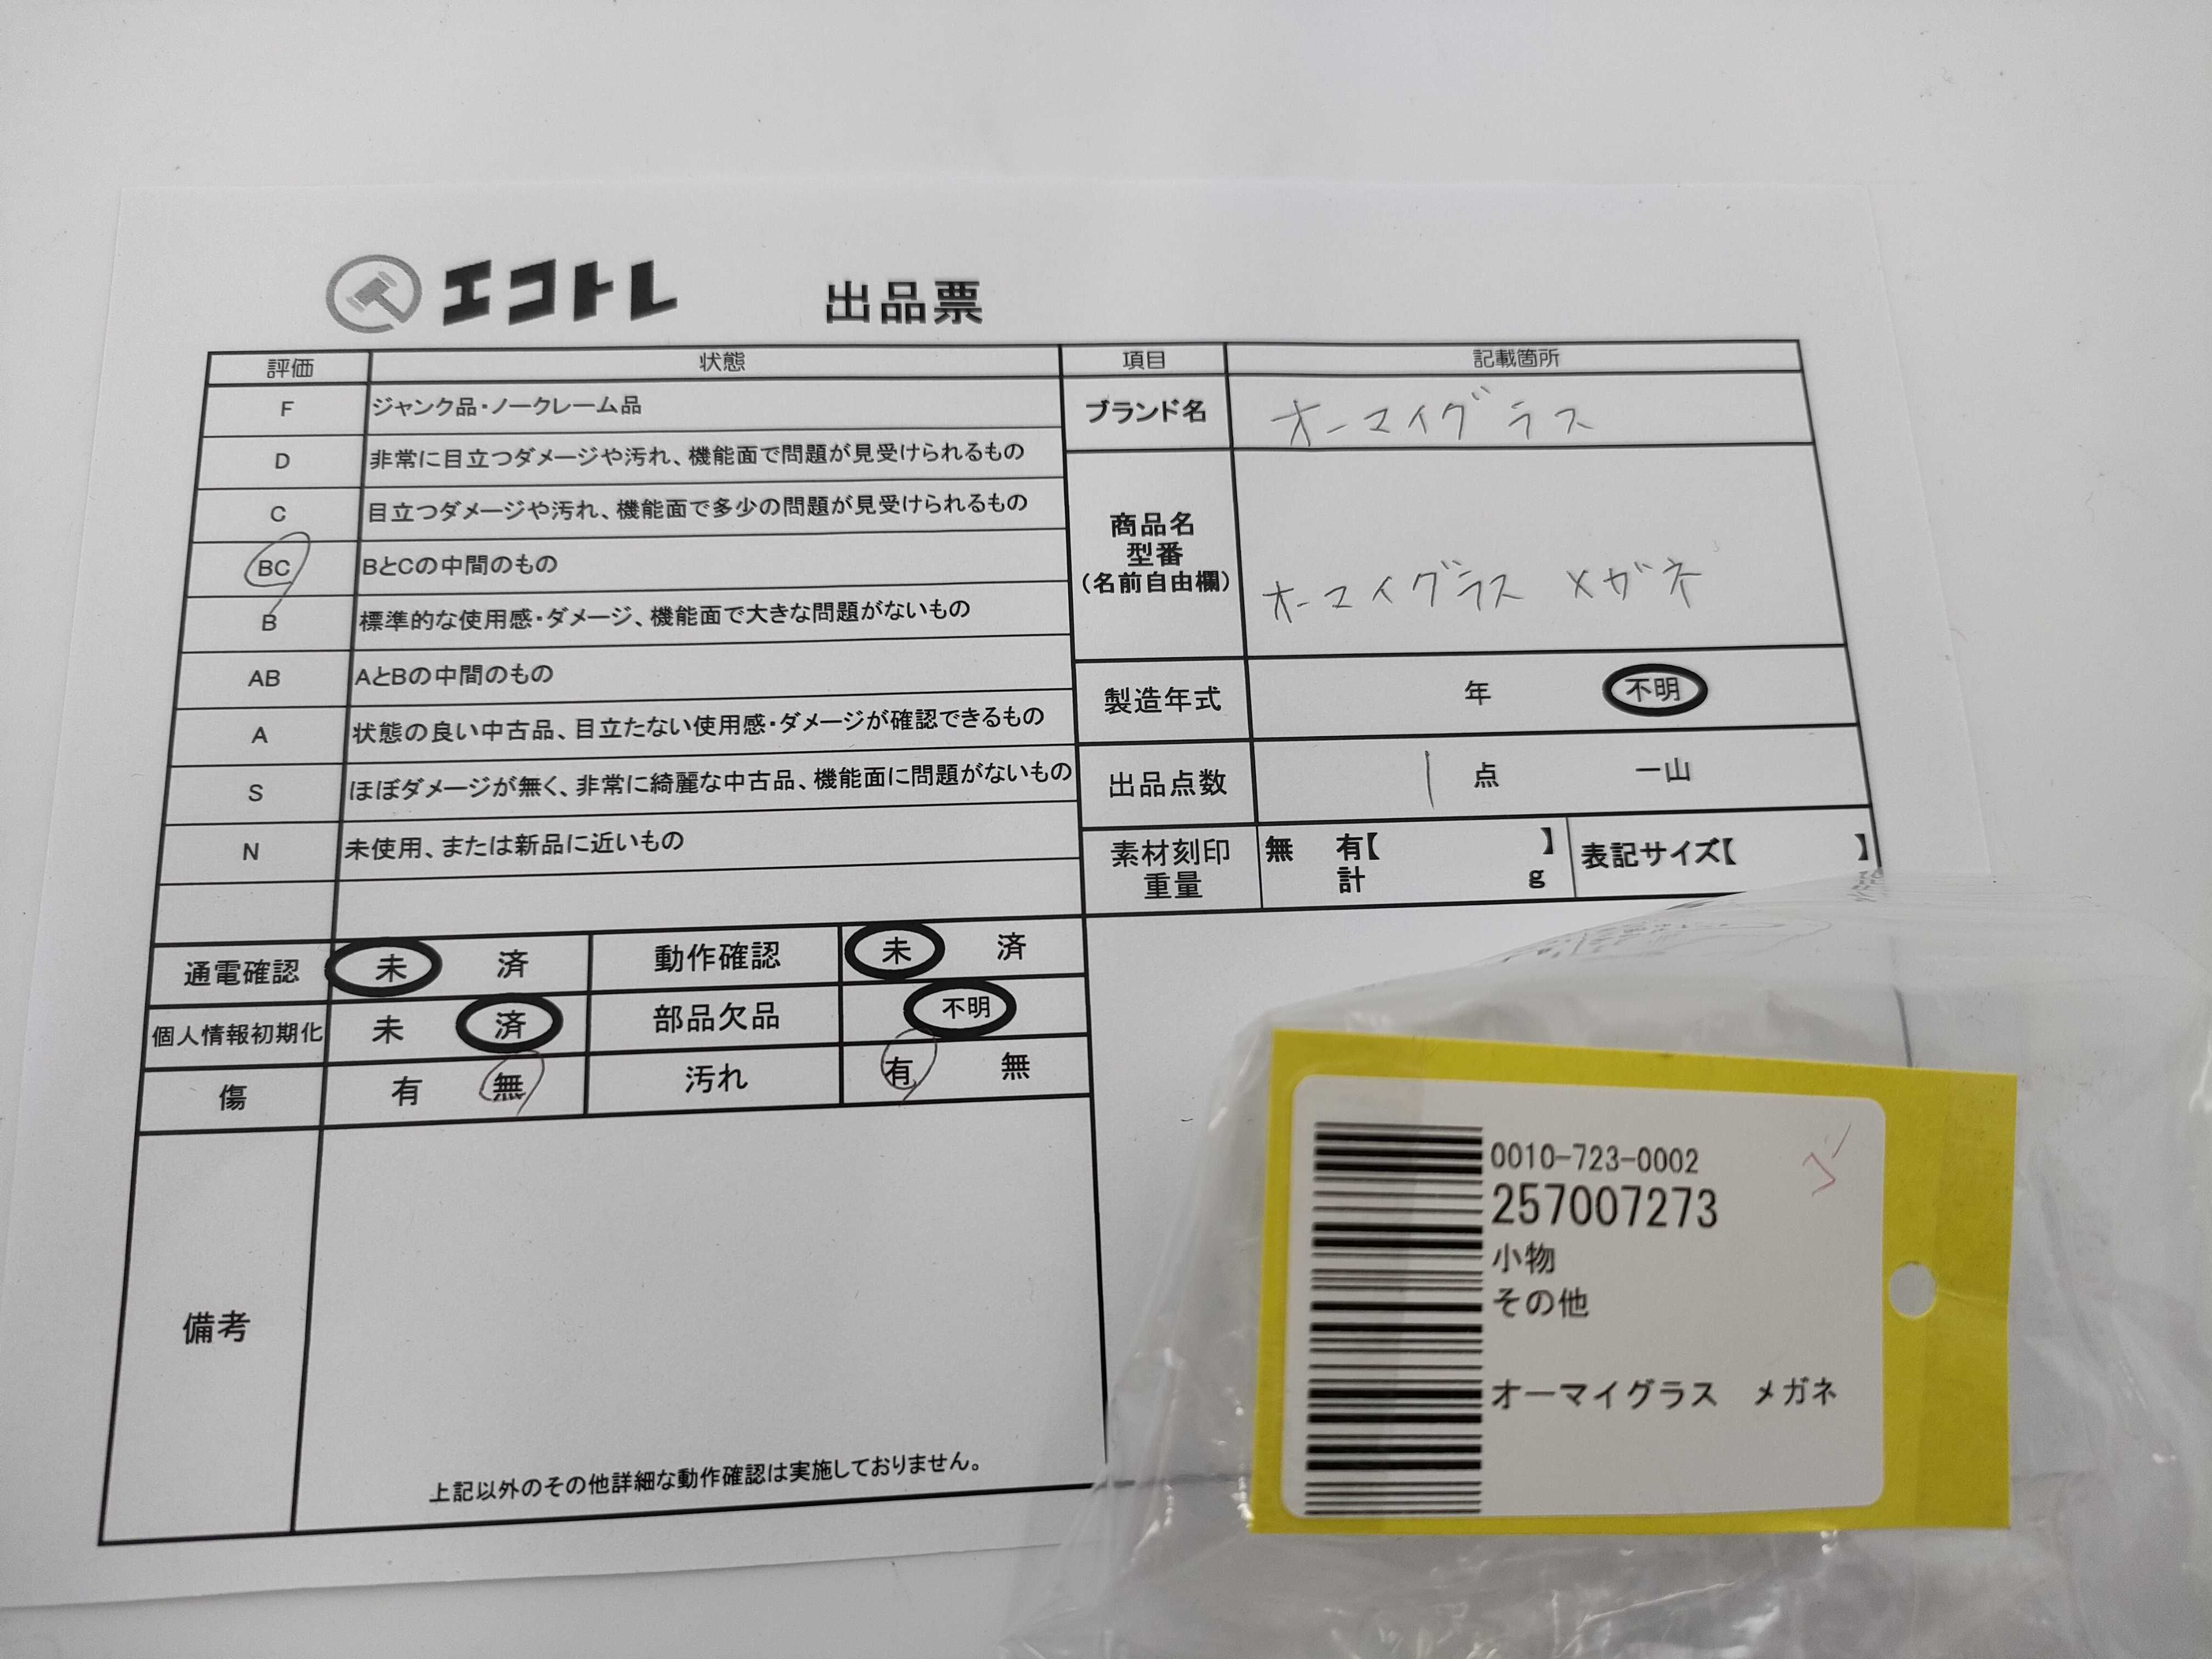 エコトレ 出品票
評価 状態
F ジャンク品・ノークレーム品
D 非常に目立つダメージや汚れ、機能面で問題が見受けられるもの
C 目立つダメージや汚れ、機能面で多少の問題が見受けられるもの
BC BとCの中間のもの
B 標準的な使用感・ダメージ、機能面で大きな問題がないもの
AB AとBの中間のもの
A 状態の良い中古品、目立たない使用感・ダメージが確認できるもの
S ほぼダメージが無く、非常に綺麗な中古品、機能面に問題がないもの
N 未使用、または新品に近いもの
項目 記載箇所
ブランド名 オーマイグラス
商品名
型番
(名前自由欄)
オーマイグラス メガネ
製造年式 年 不明
出品点数 1 点 一山
素材刻印
重量
無 有【 】
計 g
表記サイズ【 】
通電確認 未 済 動作確認 未 済
個人情報初期化 未 済 部品欠品 不明
傷 有 無 汚れ 有 無
備考
上記以外のその他詳細な動作確認は実施しておりません。
0010-723-0002
257007273
小物
その他
オーマイグラス メガネ